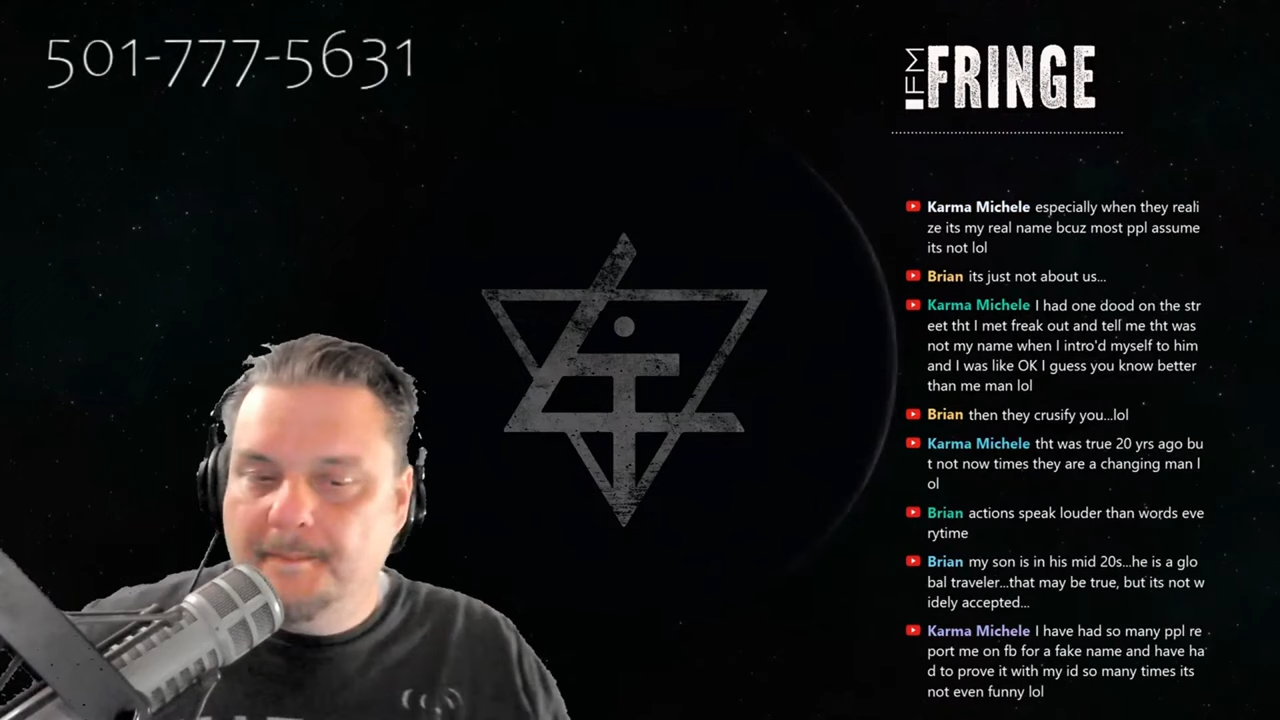 501-777-5631
.FM
FRINGE
Karma Michele especially when they reali
ze its my real name bcuz most ppl assume
its not lol
Brian its just not about us...
Karma Michele I had one dood on the str
eet tht I met freak out and tell me tht was
not my name when I intro'd myself to him
and I was like OK I guess you know better
than me man lol
Brian then they crusify you...lol
Karma Michele tht was true 20 yrs ago bu
t not now times they are a changing man l
ol
Brian actions speak louder than words eve
rytime
Brian my son is in his mid 20s...he is a glo
bal traveler...that may be true, but its not w
idely accepted...
Karma Michele I have had so many ppl re
port me on fb for a fake name and have ha
d to prove it with my id so many times its
not even funny lol